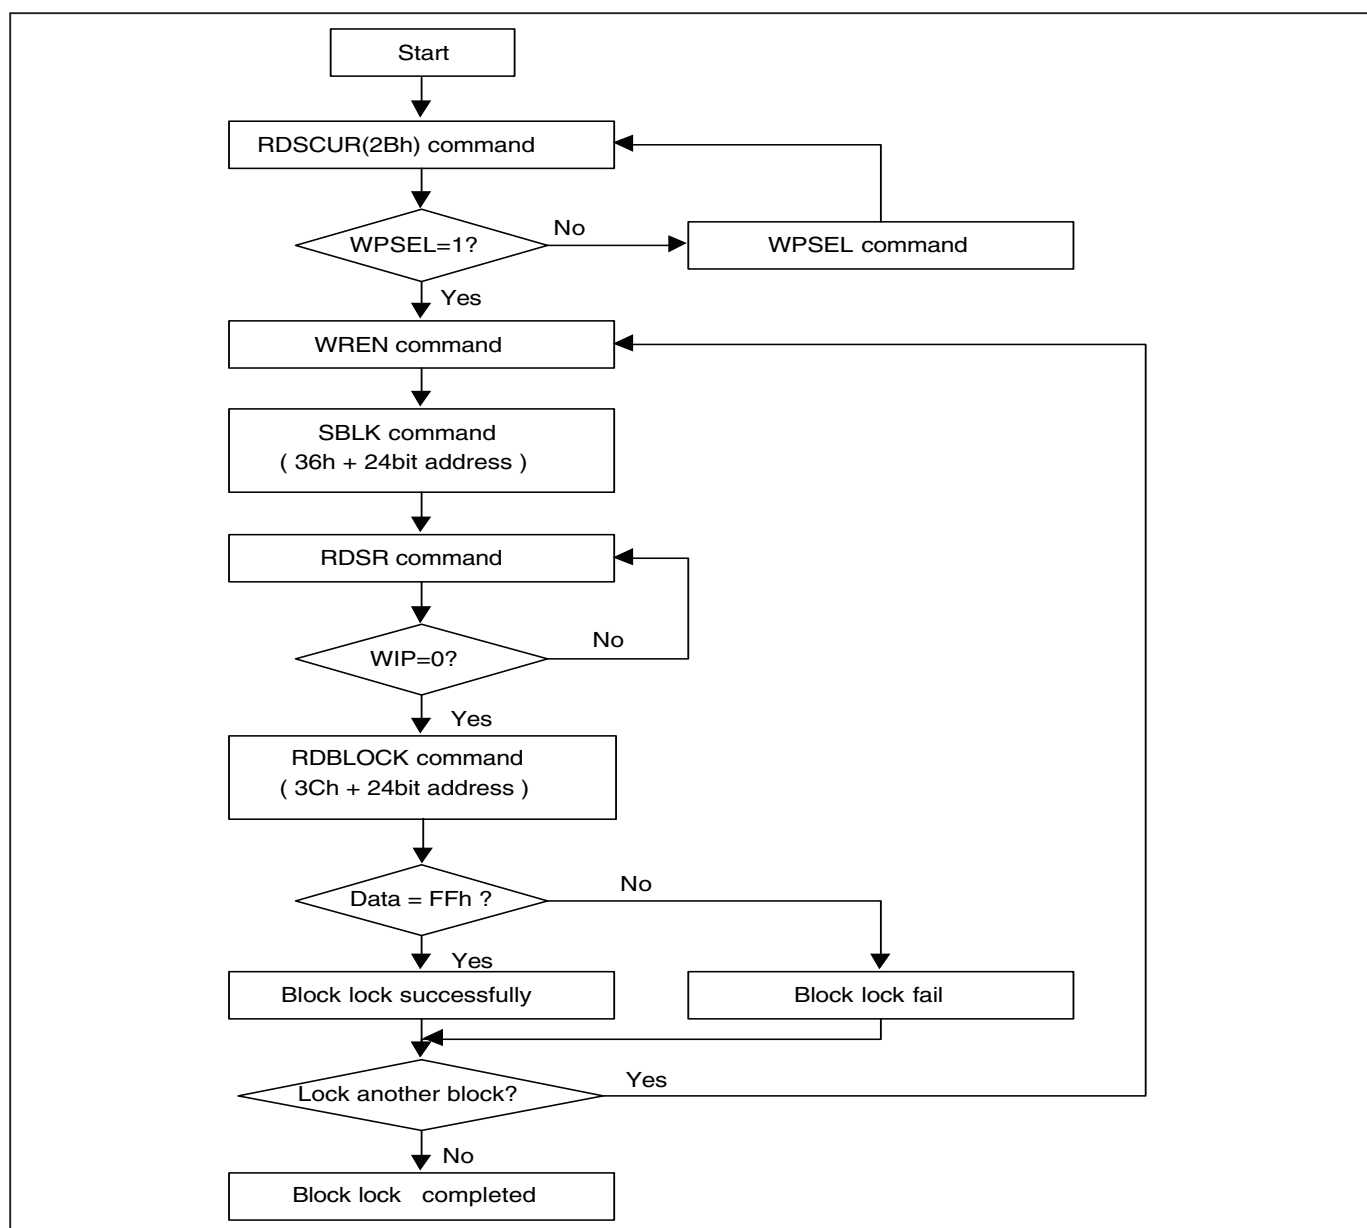 Start
RDSCUR(2Bh) command
WPSEL=1?
No
WPSEL command
Yes
WREN command
SBLK command
( 36h + 24bit address )
RDSR command
WIP=0?
No
Yes
RDBLOCK command
( 3Ch + 24bit address )
Data = FFh ?
No
Yes
Block lock successfully
Block lock fail
Lock another block?
Yes
No
Block lock completed